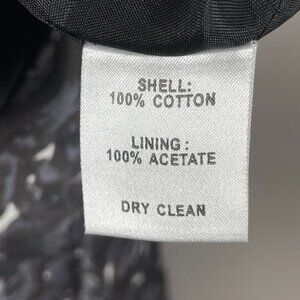 SHELL:
100% COTTON
LINING:
100% ACETATE
DRY CLEAN